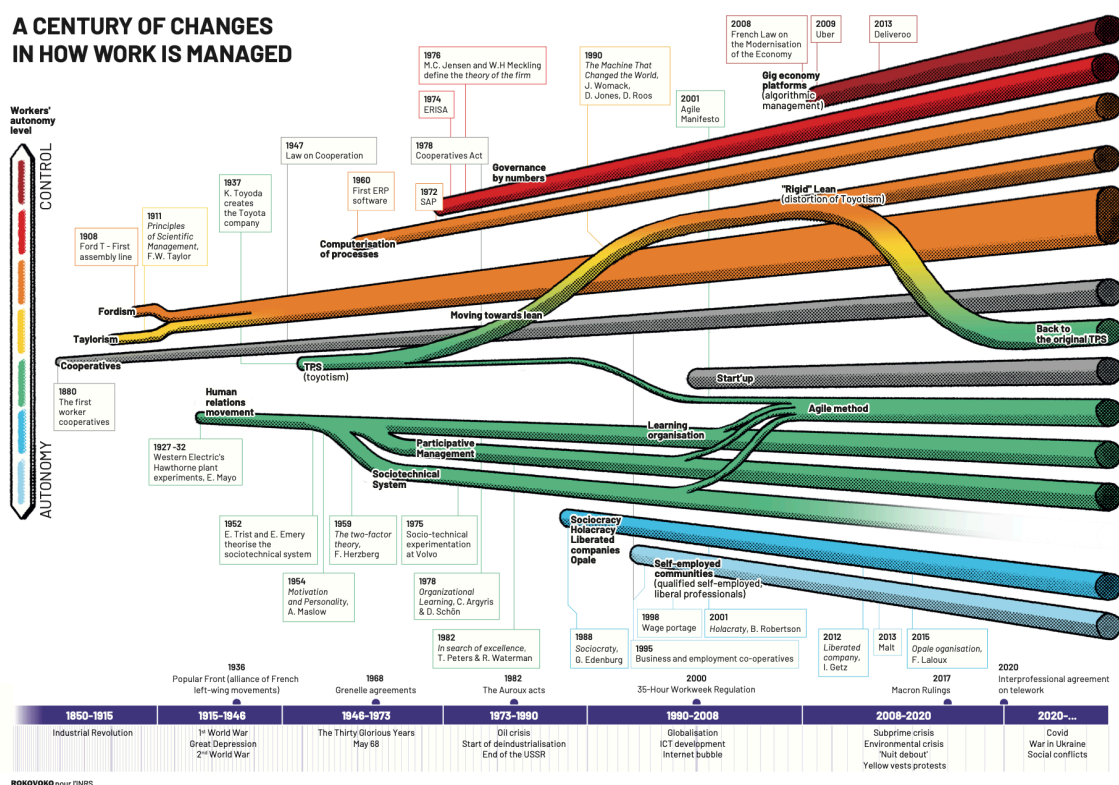 A CENTURY OF CHANGES
IN HOW WORK IS MANAGED
Workers'
autonomy
level
CONTROL
AUTONOMY
2008
French Law on
the Modernisation
of the Economy
2009
Uber
2013
Deliveroo
Gig economy
platforms
(algorithmic
management)
1976
M.C. Jensen and W.H Meckling
define the theory of the firm
1974
ERISA
1990
The Machine That
Changed the World,
J. Womack,
D. Jones, D. Roos
2001
Agile
Manifesto
1947
Law on Cooperation
1978
Cooperatives Act
Governance
by numbers
1937
K. Toyoda
creates
the Toyota
company
1960
First ERP
software
1972
SAP
"Rigid" Lean
(distortion of Toyotism)
1911
Principles
of Scientific
Management,
F.W. Taylor
1908
Ford T - First
assembly line
Computerisation
of processes
Fordism
Moving towards lean
Taylorism
Back to
the original TPS
Cooperatives
TPS
(toyotism)
Start'up
1880
The first
worker
cooperatives
Human
relations
movement
Agile method
Learning
organisation
1927 -32
Western Electric's
Hawthorne plant
experiments, E. Mayo
Participative
Management
Sociotechnical
System
1952
E. Trist and E. Emery
theorise the
sociotechnical system
1959
The two-factor
theory,
F. Herzberg
1975
Socio-technical
experimentation
at Volvo
Sociocracy
Holacracy
Liberated
companies
Opale
Self-employed
communities
(qualified self-employed,
liberal professionals)
1954
Motivation
and Personality,
A. Maslow
1978
Organizational
Learning, C. Argyris
& D. Schön
1982
In search of excellence,
T. Peters & R. Waterman
1988
Sociocraty,
G. Edenburg
1998
Wage portage
2001
Holacraty, B. Robertson
1995
Business and employment co-operatives
2012
Liberated
company,
I. Getz
2013
Malt
2015
Opale oganisation,
F. Laloux
1936
Popular Front (alliance of French
left-wing movements)
1968
Grenelle agreements
1982
The Auroux acts
2000
35-Hour Workweek Regulation
2017
Macron Rulings
2020
Interprofessional agreement
on telework
1850-1915
1915-1946
1946-1973
1973-1990
1990-2008
2008-2020
2020-...
Industrial Revolution
1st World War
Great Depression
2nd World War
The Thirty Glorious Years
May 68
Oil crisis
Start of deindustrialisation
End of the USSR
Globalisation
ICT development
Internet bubble
Subprime crisis
Environmental crisis
'Nuit debout'
Yellow vests protests
Covid
War in Ukraine
Social conflicts
ROKOVOKO pour l'INRS